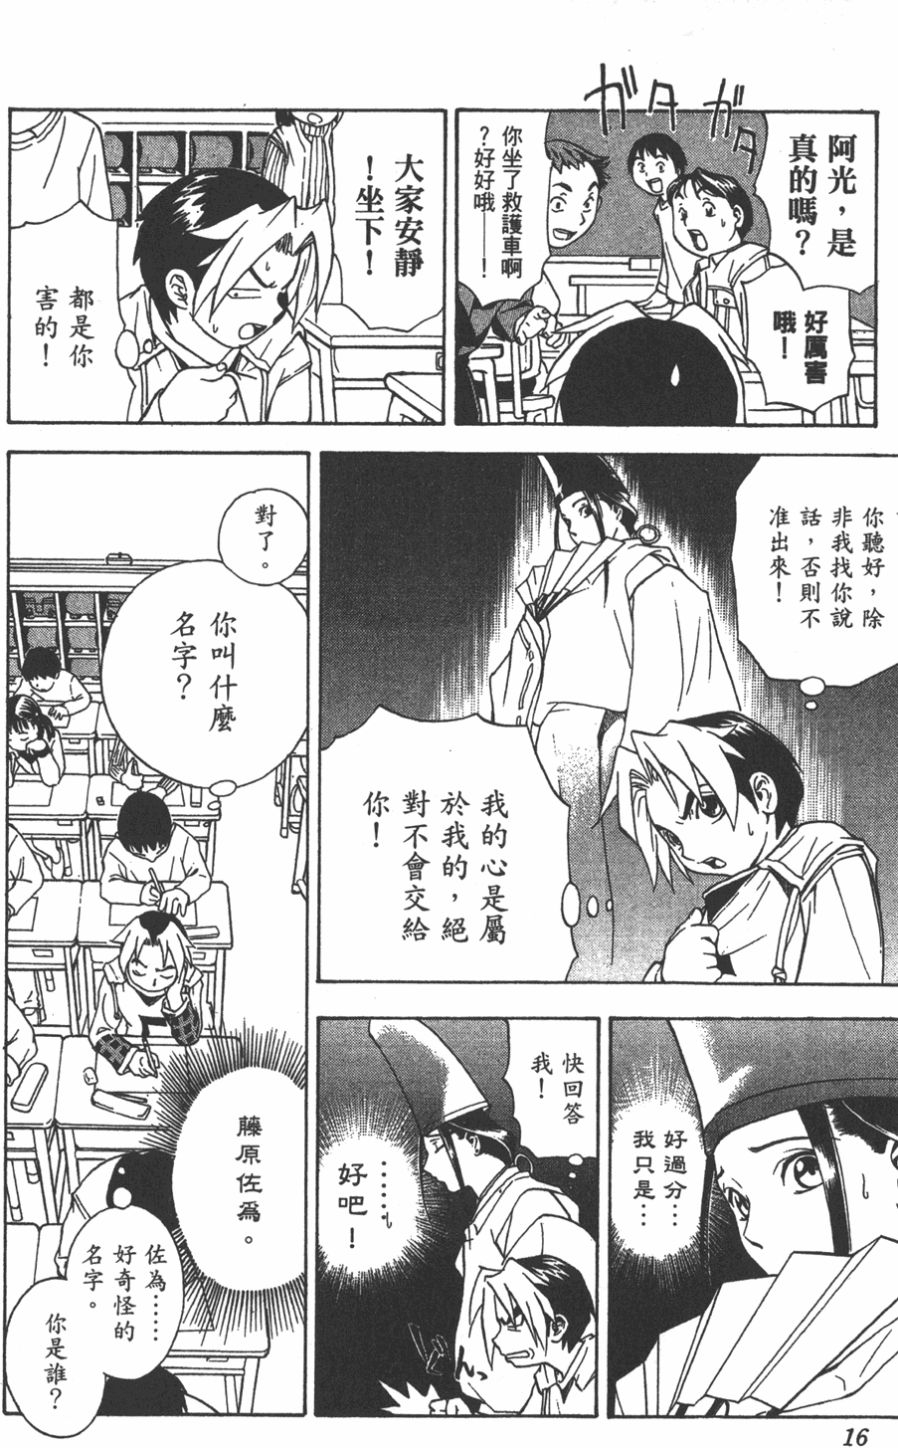 ガタガタ
阿光，是
真的嗎？
好厲害
哦！
你坐了救護車啊
？好好哦——！
大家安靜
！坐下！
都是你
害的！
你聽好，除
非我找你說
話，否則不
准出來！
我的心是屬
於我的，絕
對不會交給
你！
好過分…
我只是…
快回答
我！
……
好吧！
對了。
你叫什麼
名字？
藤原佐為。
佐為……
好奇怪的
名字。
你是誰？
16